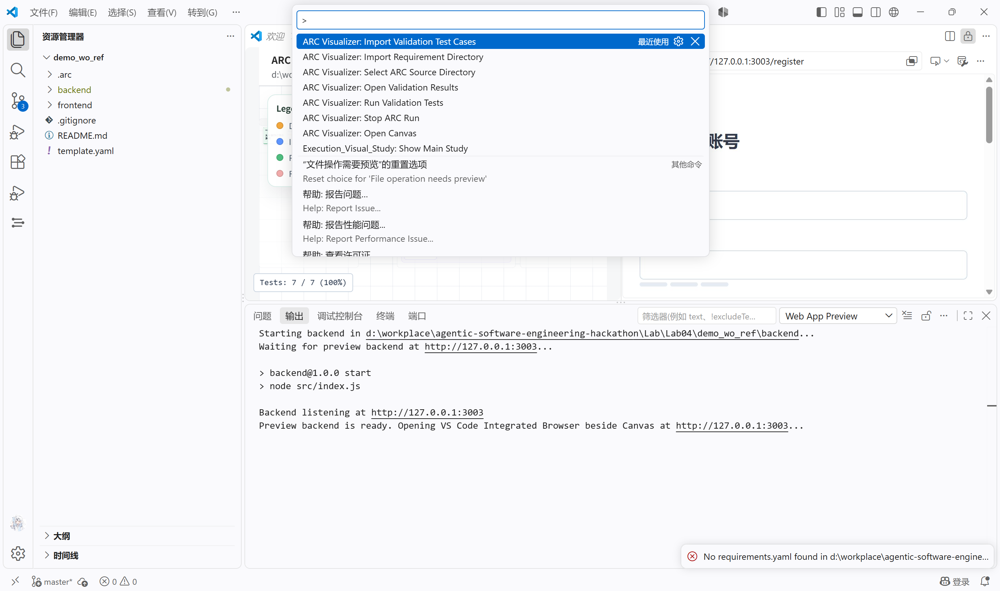 文件(F) 编辑(E) 选择(S) 查看(V) 转到(G) ...
>
资源管理器
demo_wo_ref
.arc
backend
frontend
.gitignore
README.md
template.yaml
3
大纲
时间线
欢迎
ARC
Tests: 7 / 7 (100%)
ARC Visualizer: Import Validation Test Cases 最近使用
ARC Visualizer: Import Requirement Directory
ARC Visualizer: Select ARC Source Directory
ARC Visualizer: Open Validation Results
ARC Visualizer: Run Validation Tests
ARC Visualizer: Stop ARC Run
ARC Visualizer: Open Canvas
Execution_Visual_Study: Show Main Study
“文件操作需要预览”的重置选项 其他命令
Reset choice for 'File operation needs preview'
帮助: 报告问题...
Help: Report Issue...
帮助: 报告性能问题...
Help: Report Performance Issue...
帮助: 查看许可证
/127.0.0.1:3003/register
账号
问题 输出 调试控制台 终端 端口
筛选器(例如 text、!excludeTe...
Web App Preview
Starting backend in d:\workplace\agentic-software-engineering-hackathon\Lab\Lab04\demo_wo_ref\backend...
Waiting for preview backend at http://127.0.0.1:3003...
> backend@1.0.0 start
> node src/index.js
Backend listening at http://127.0.0.1:3003
Preview backend is ready. Opening VS Code Integrated Browser beside Canvas at http://127.0.0.1:3003...
No requirements.yaml found in d:\workplace\agentic-software-engine...
master* 0 0
登录